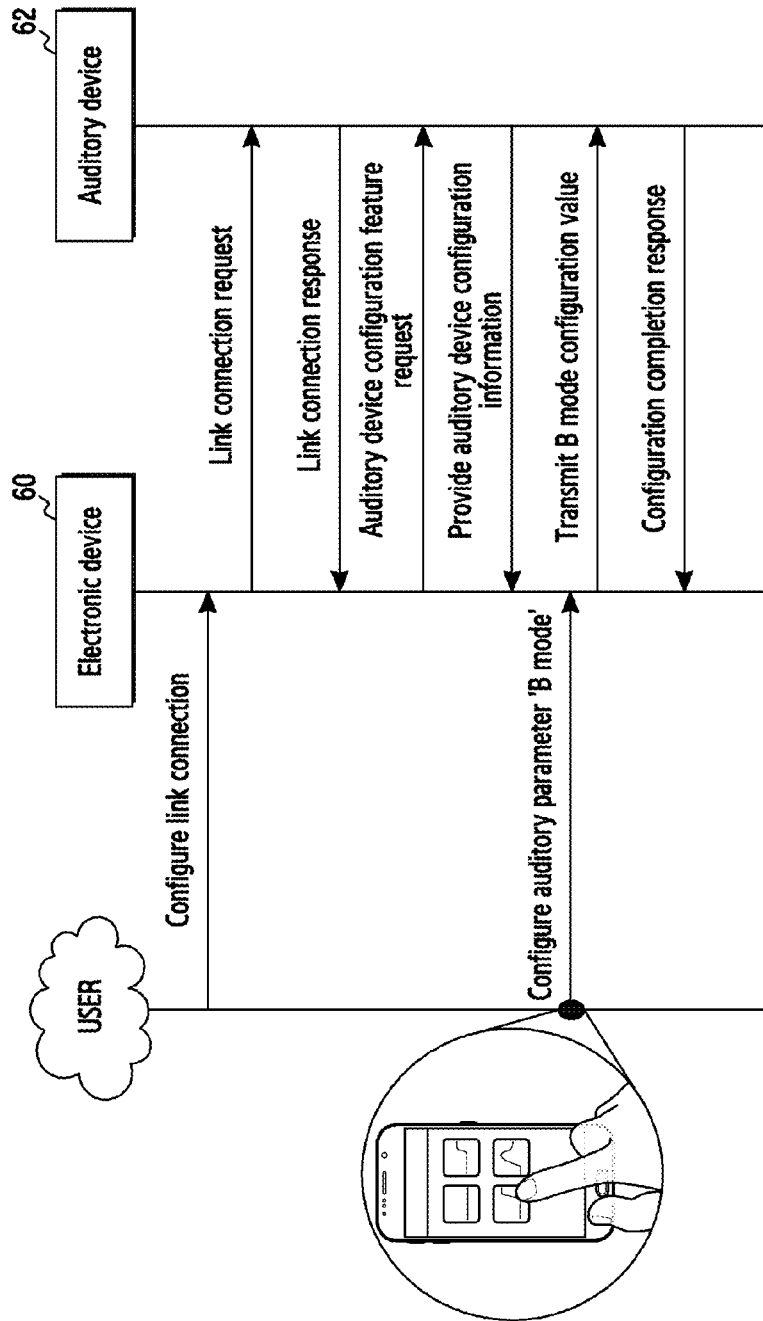 USER
60
Electronic device
62
Auditory device
Configure link connection
Link connection request
Link connection response
Auditory device configuration feature
request
Provide auditory device configuration
information
Configure auditory parameter 'B mode'
Transmit B mode configuration value
Configuration completion response